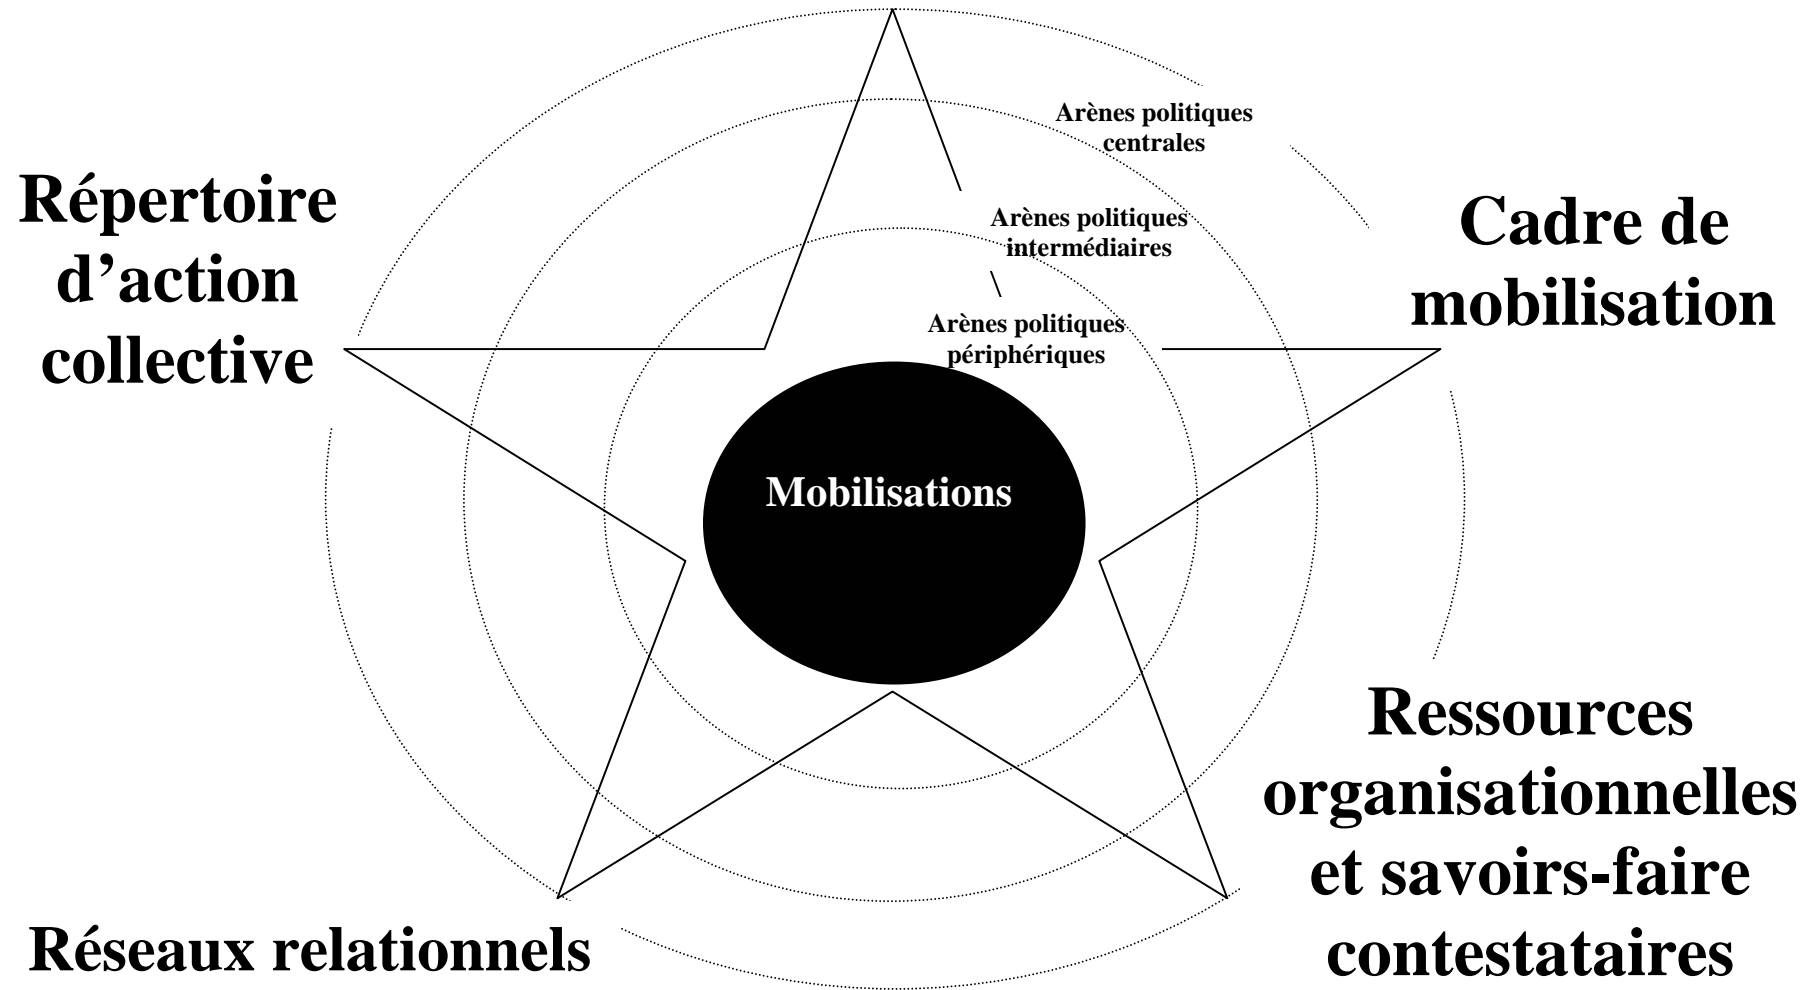 Arènes politiques
centrales
Répertoire
d’action
collective
Cadre de
mobilisation
Arènes politiques
intermédiaires
Arènes politiques
périphériques
Mobilisations
Ressources
organisationnelles
et savoirs-faire
contestataires
Réseaux relationnels